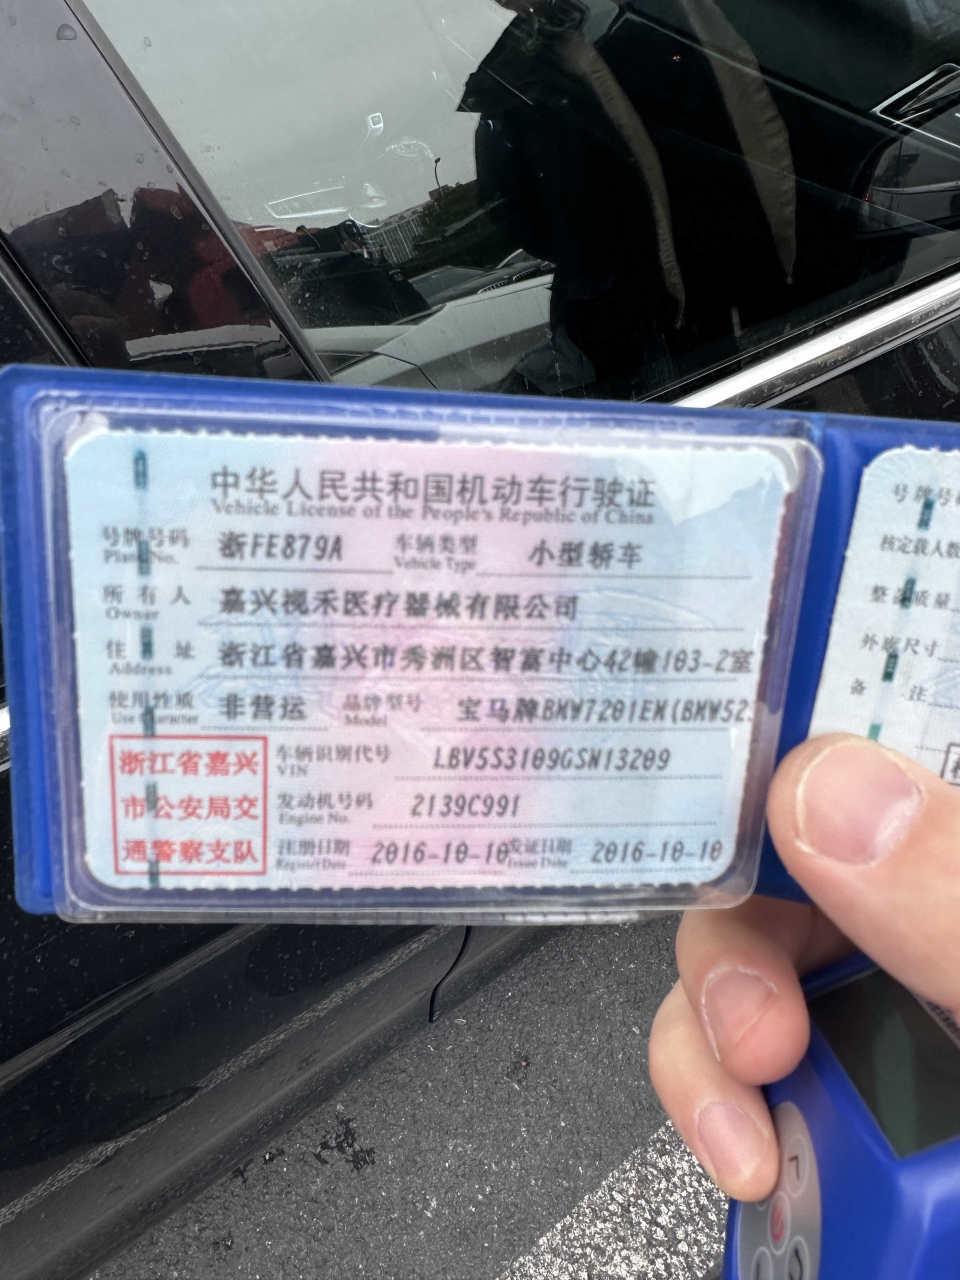 中华人民共和国机动车行驶证
Vehicle License of the People's Republic of China
号牌号码 浙FE879A 车辆类型 小型轿车
Plate No. Vehicle Type
所有人 嘉兴视禾医疗器械有限公司
Owner
住址 浙江省嘉兴市秀洲区智富中心42幢103-2室
Address
使用性质 非营运 品牌型号 宝马牌BMW7201EM(BMW52
Use Character Model
浙江省嘉兴
市公安局交
通警察支队
车辆识别代号 LBV5S3109GSN13209
VIN
发动机号码 2139C991
Engine No.
注册日期 2016-10-10 发证日期 2016-10-10
Register Date Issue Date
号牌号
核定载人数
整备质量
外廓尺寸
备注